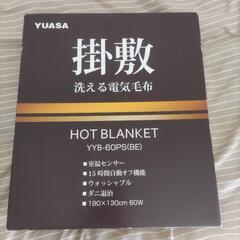 YUASA
掛敷
洗える電気毛布
HOT BLANKET
YYB-60PS(BE)
■室温センサー
■15時間自動オフ機能
■ウォッシャブル
■ダニ退治
■190×130cm 60W